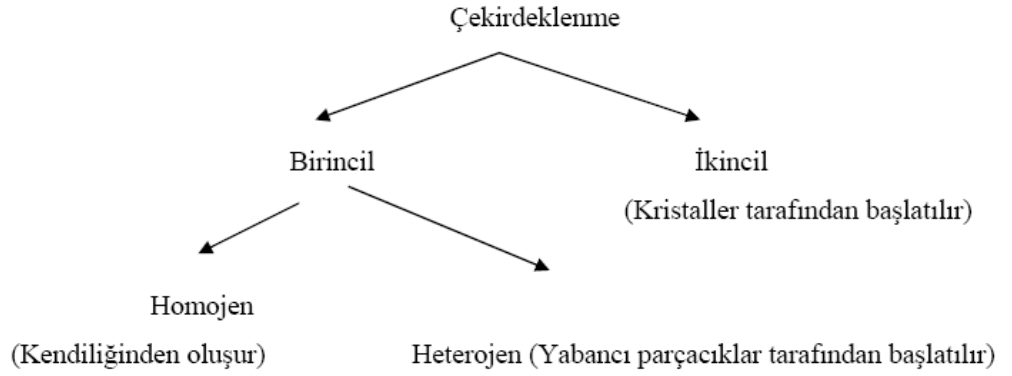 Çekirdeklenme
Birincil İkincil
(Kristaller tarafından başlatılır)
Homojen
(Kendiliğinden oluşur) Heterojen (Yabancı parçacıklar tarafından başlatılır)